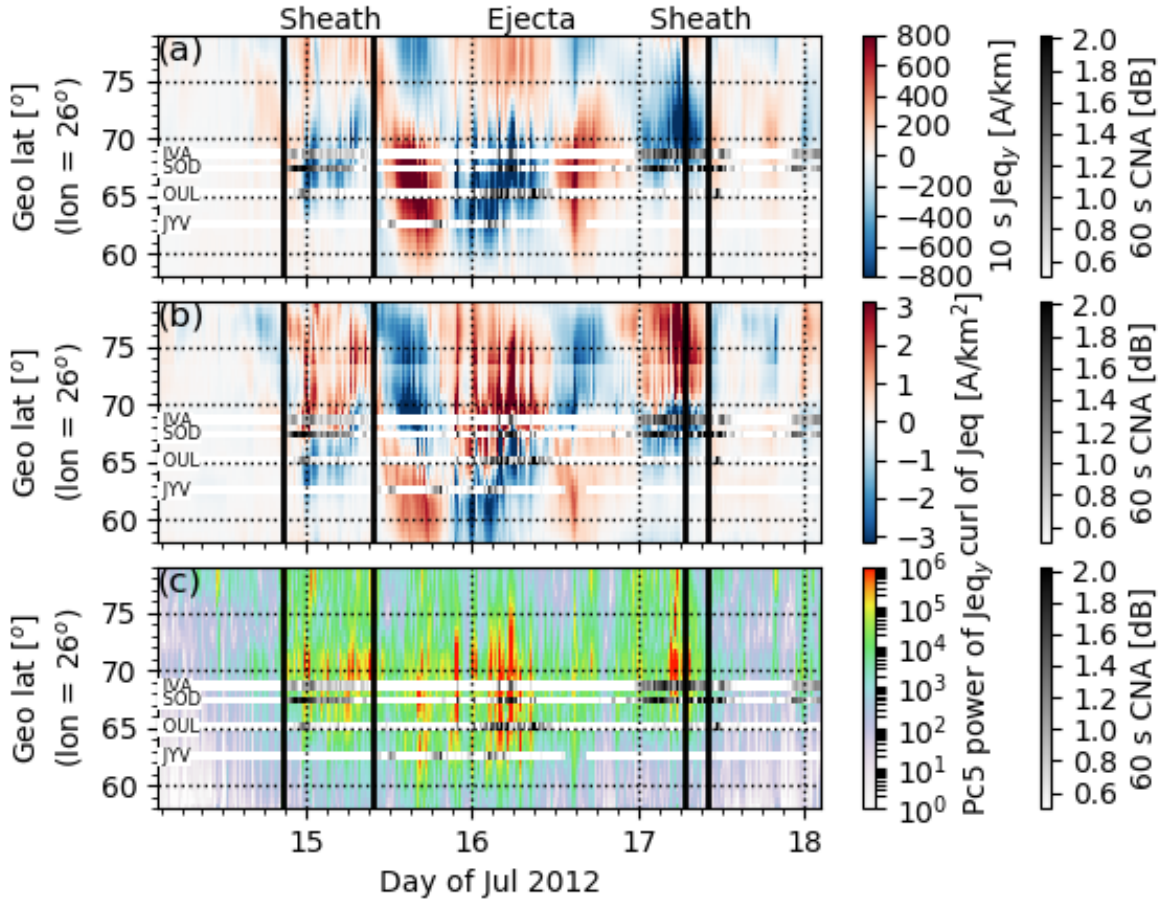 Sheath Ejecta Sheath
(a)
Geo lat [°]
(lon = 26°)
75
70
65
60
IVA
SOD
OUL
JYV
800
600
400
200
0
−200
−400
−600
−800
10 s Jeq_y [A/km]
2.0
1.8
1.6
1.4
1.2
1.0
0.8
0.6
60 s CNA [dB]
(b)
Geo lat [°]
(lon = 26°)
75
70
65
60
IVA
SOD
OUL
JYV
3
2
1
0
−1
−2
−3
curl of Jeq [A/km²]
2.0
1.8
1.6
1.4
1.2
1.0
0.8
0.6
60 s CNA [dB]
(c)
Geo lat [°]
(lon = 26°)
75
70
65
60
IVA
SOD
OUL
JYV
10⁶
10⁵
10⁴
10³
10²
10¹
10⁰
Pc5 power of Jeq_y
2.0
1.8
1.6
1.4
1.2
1.0
0.8
0.6
60 s CNA [dB]
15 16 17 18
Day of Jul 2012